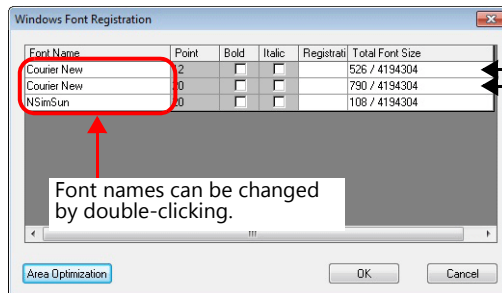 Windows Font Registration
Font Name Point Bold Italic Registrati Total Font Size
Courier New 12 526 / 4194304
Courier New 20 790 / 4194304
NSimSun 20 108 / 4194304
Font names can be changed
by double-clicking.
Area Optimization OK Cancel